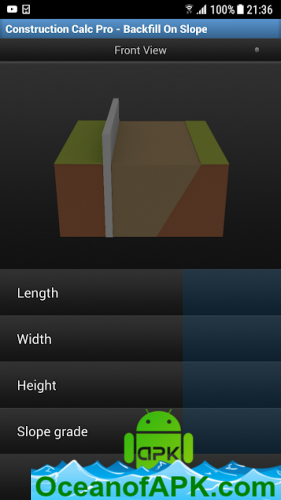 100% 21:36
Construction Calc Pro - Backfill On Slope
Front View
Length
Width
Height
Slope grade
APK
OceanofAPK.com